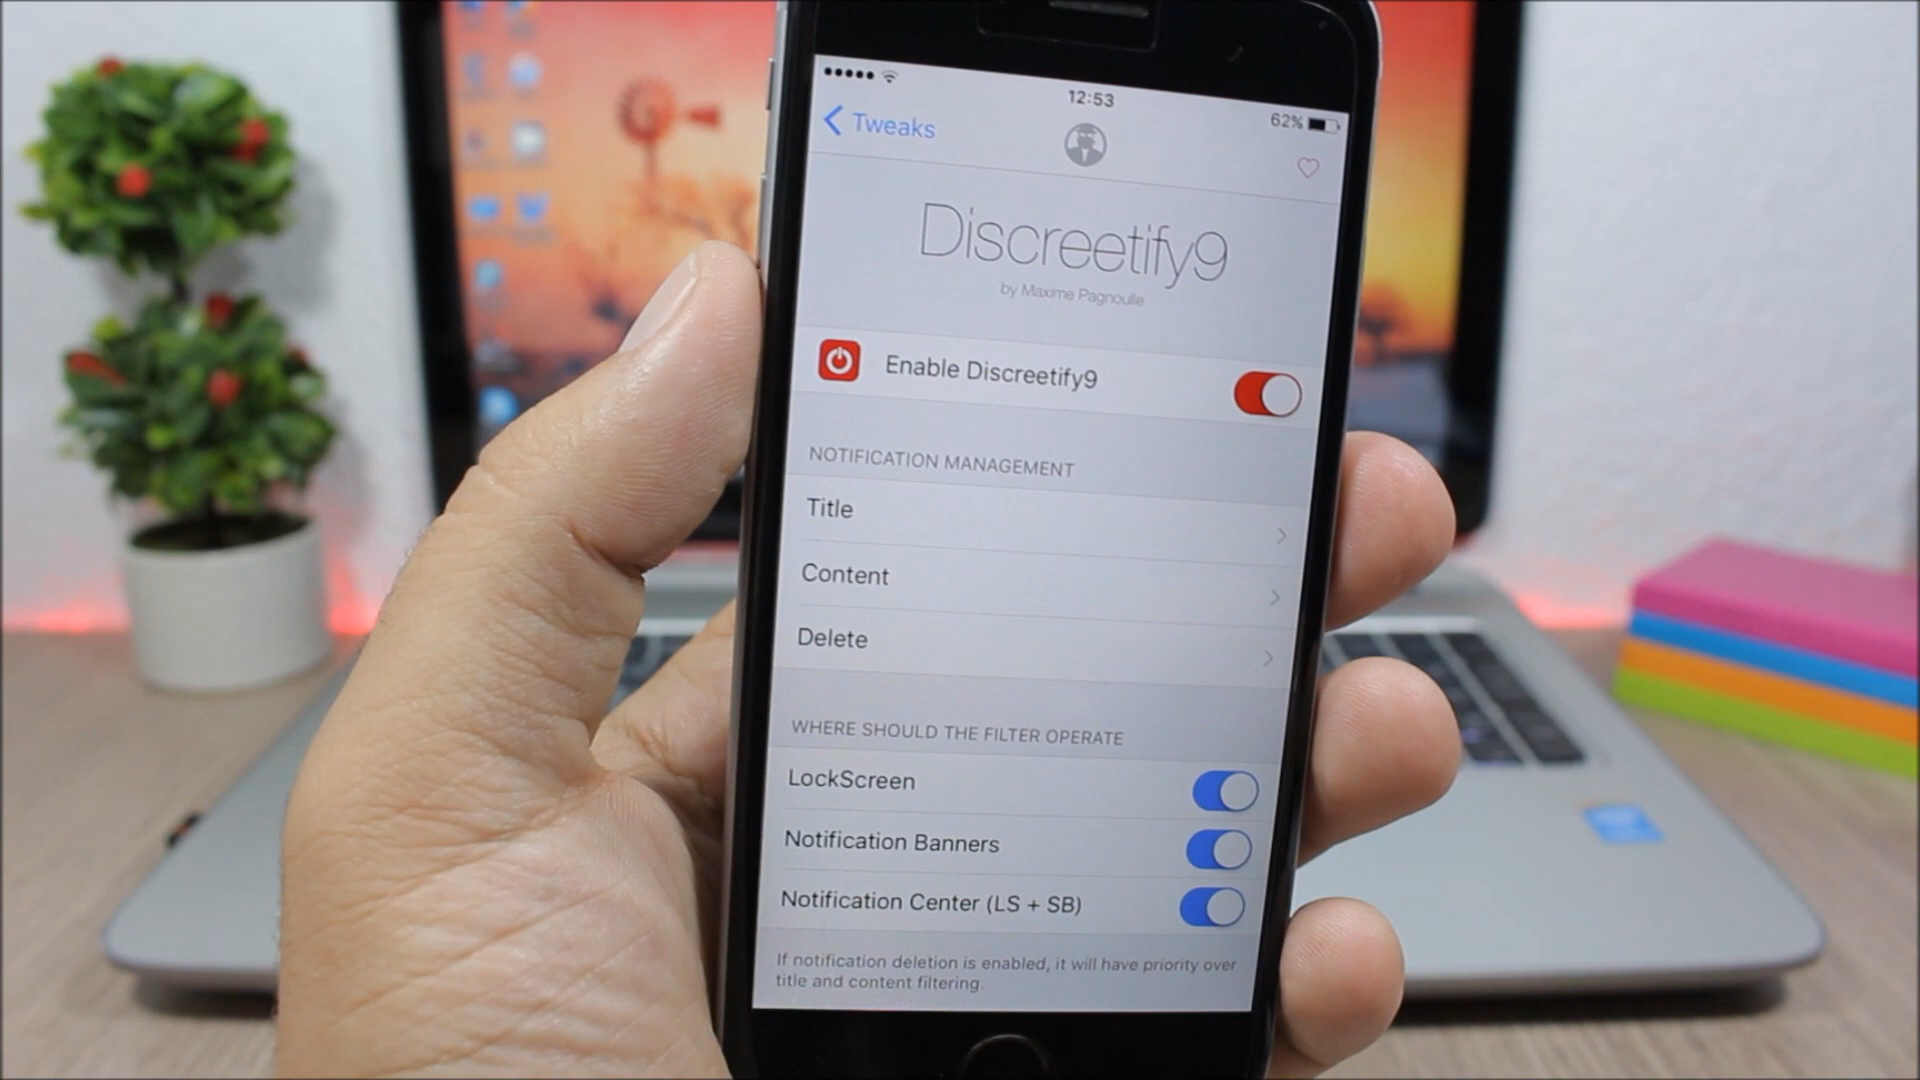 12:53
62%
Tweaks
Discreetify9
by Maxime Pagnoulle
Enable Discreetify9
NOTIFICATION MANAGEMENT
Title
Content
Delete
WHERE SHOULD THE FILTER OPERATE
LockScreen
Notification Banners
Notification Center (LS + SB)
If notification deletion is enabled, it will have priority over
title and content filtering.